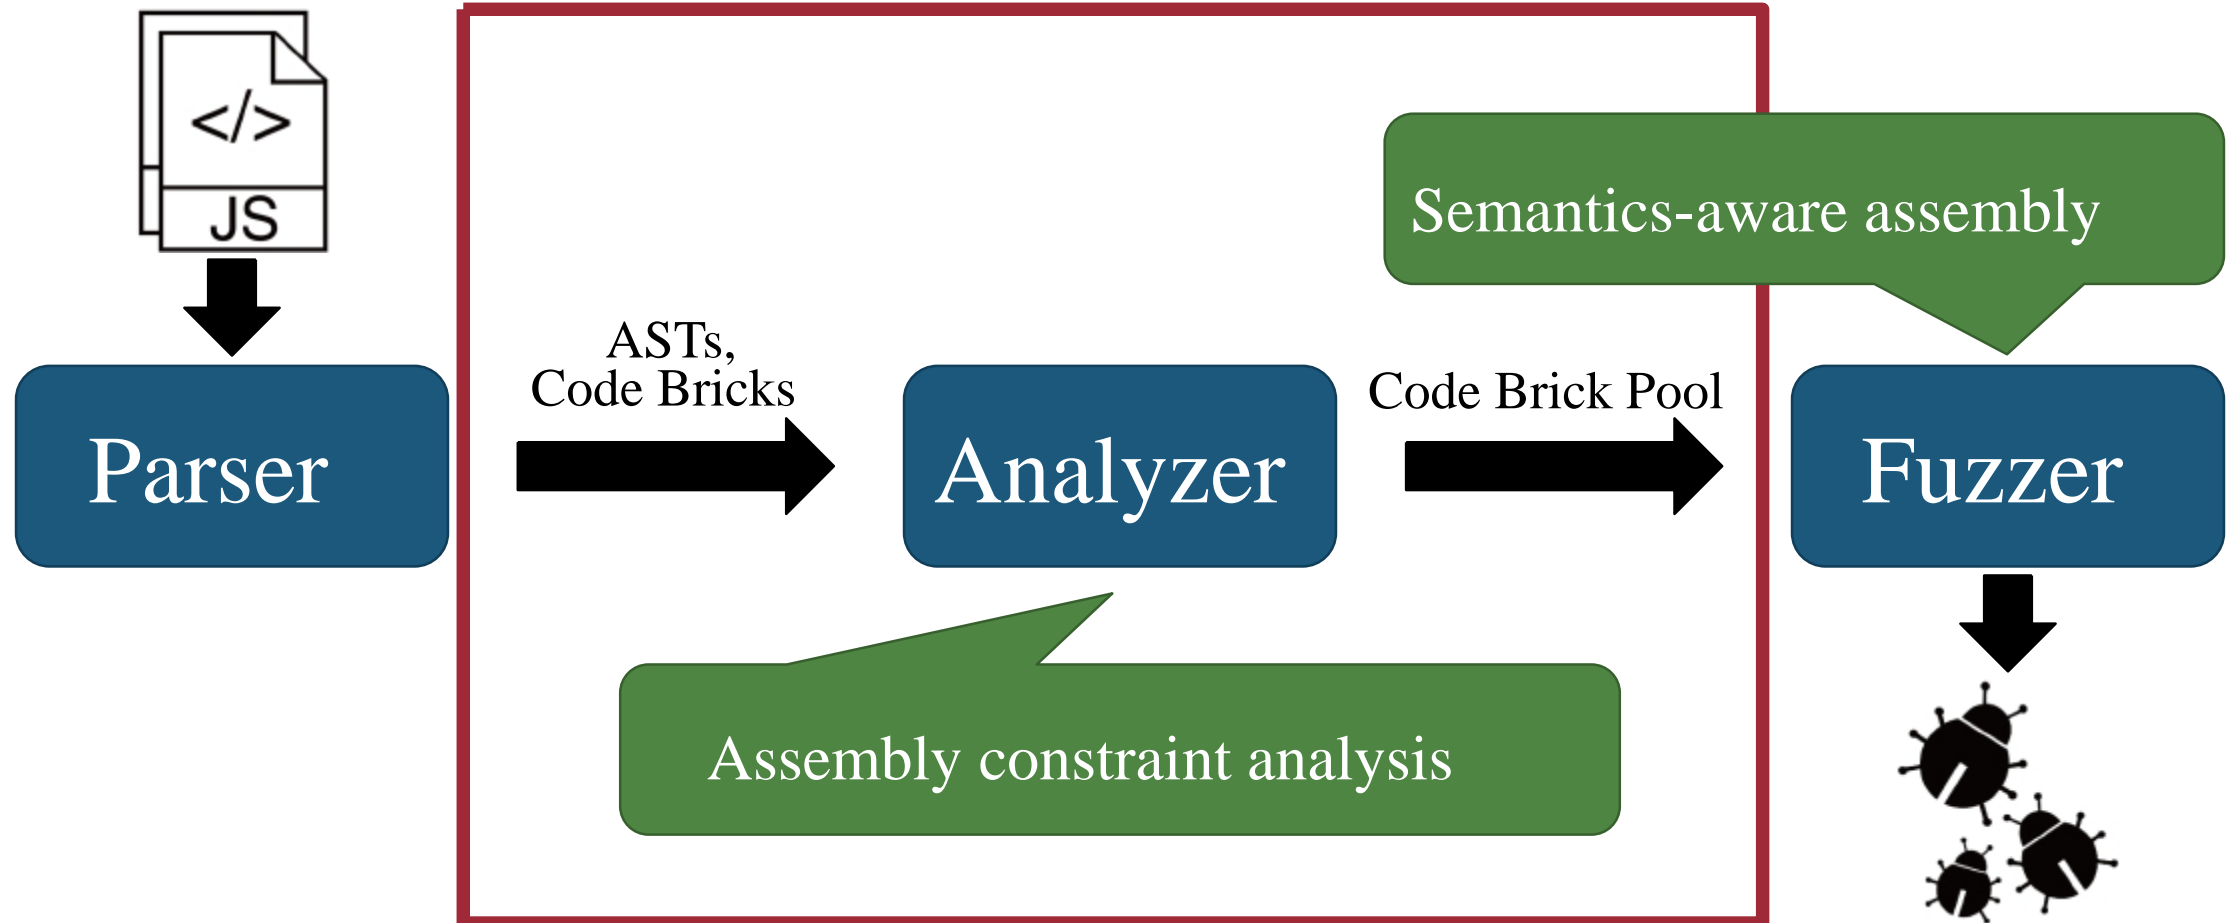 </>
JS
Semantics-aware assembly
ASTs,
Code Bricks
Code Brick Pool
Parser
Analyzer
Fuzzer
Assembly constraint analysis